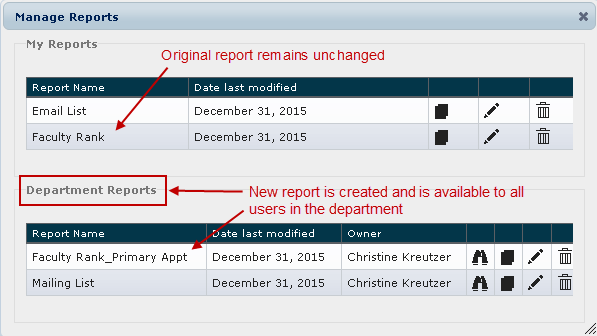 Manage Reports
My Reports
Original report remains unchanged
Report Name Date last modified
Email List December 31, 2015
Faculty Rank December 31, 2015
Department Reports
New report is created and is available to all
users in the department
Report Name Date last modified Owner
Faculty Rank_Primary Appt December 31, 2015 Christine Kreutzer
Mailing List December 31, 2015 Christine Kreutzer